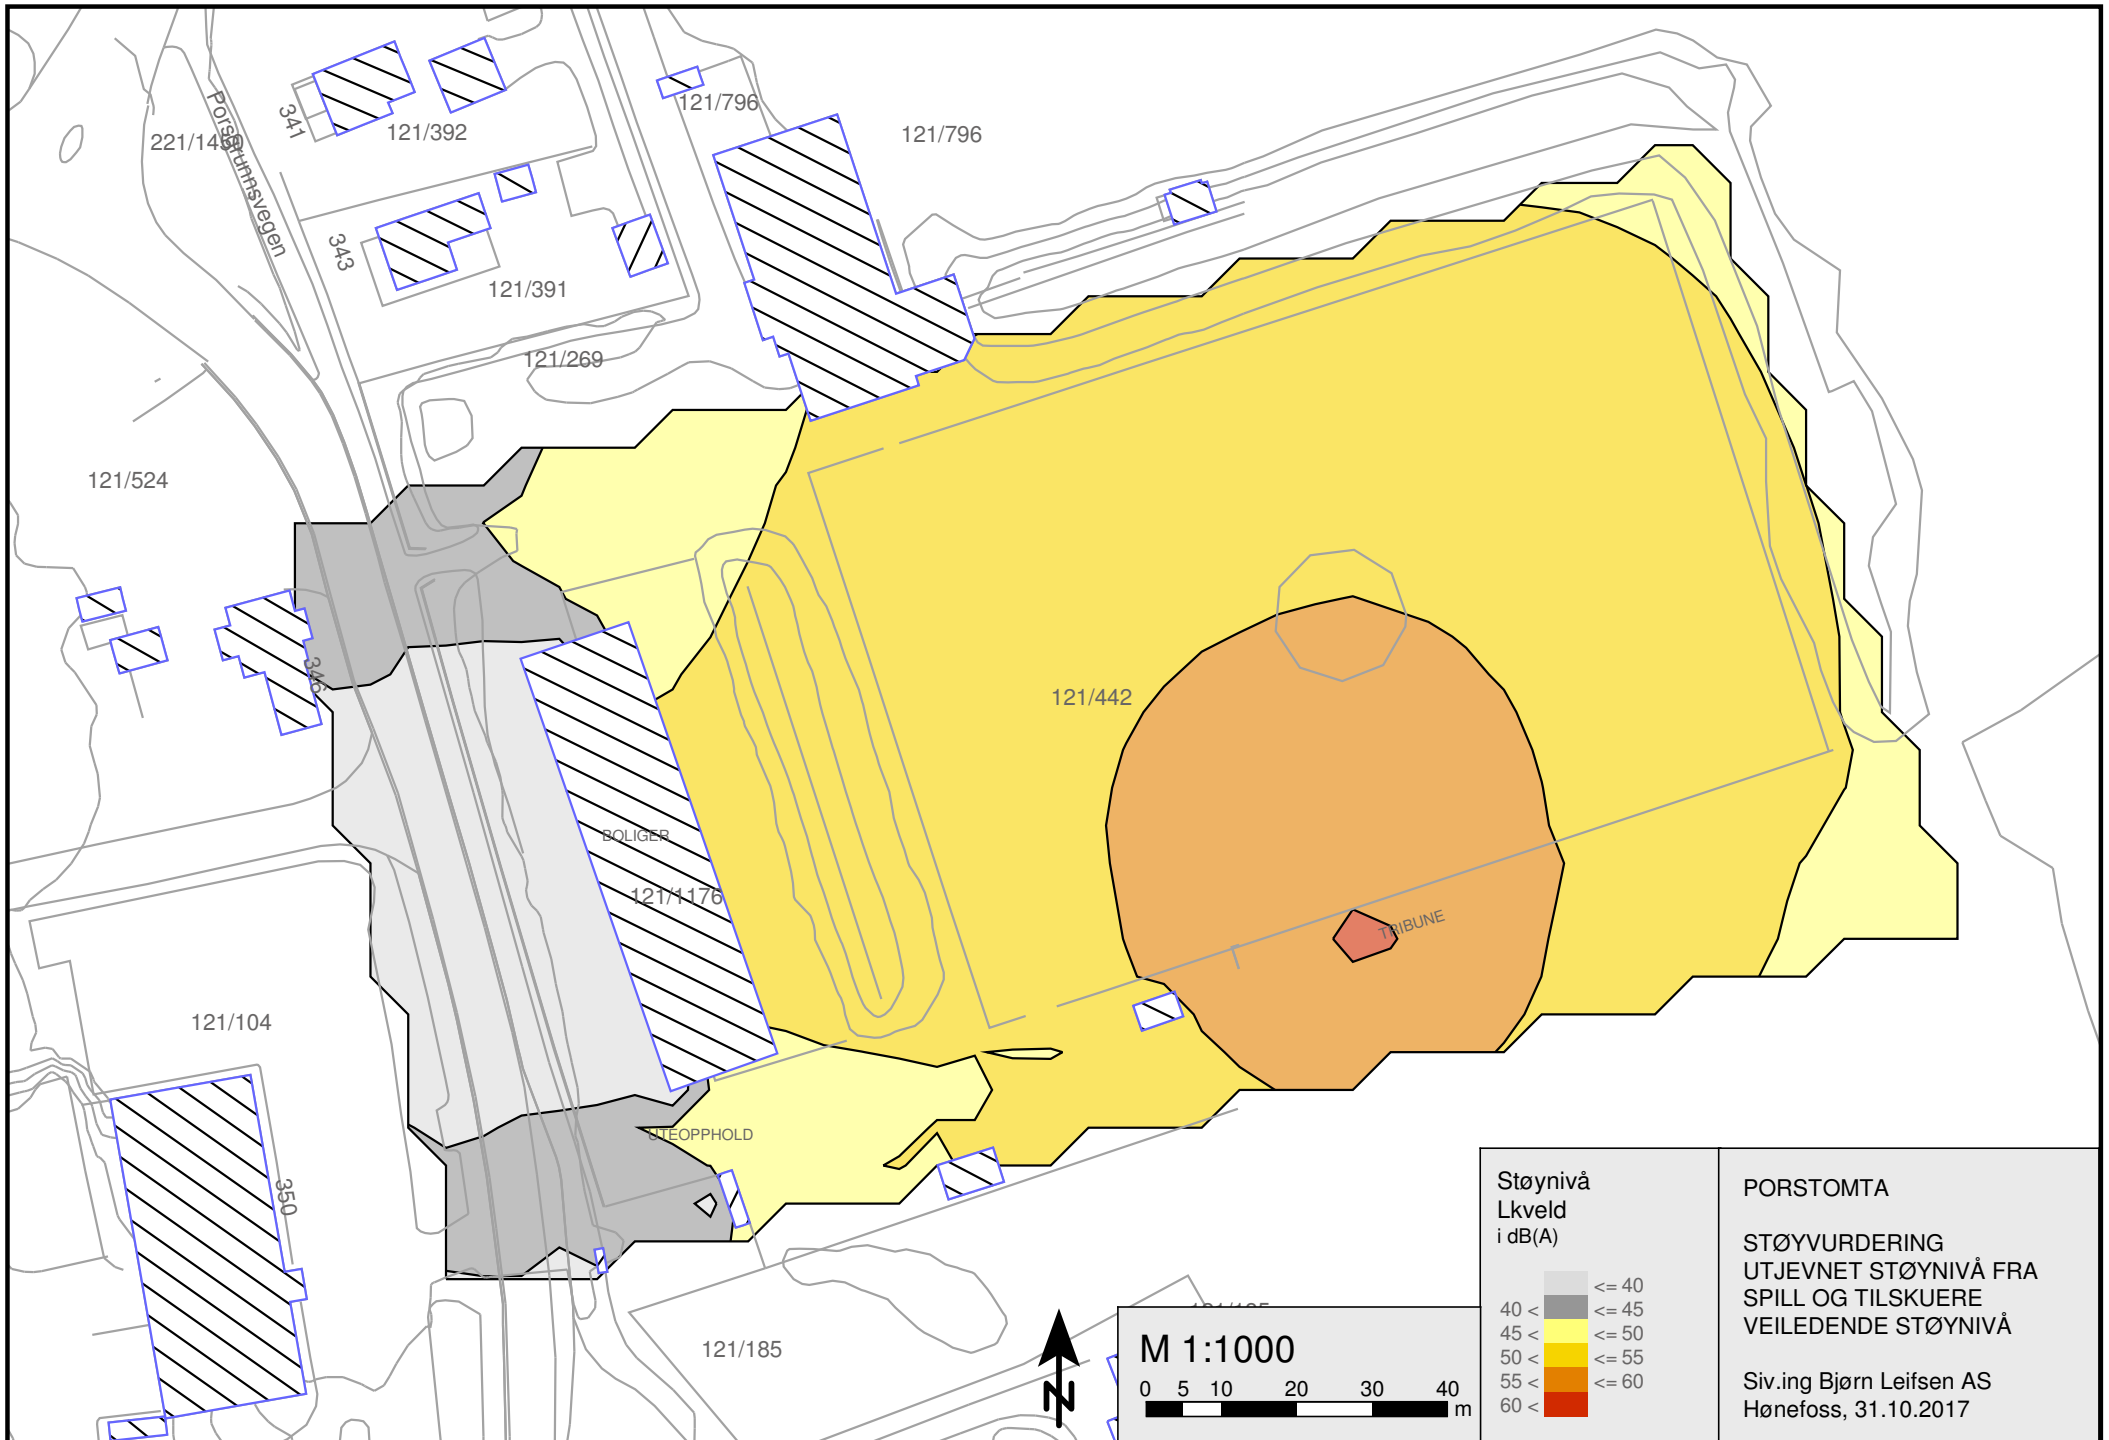 341
121/392
121/796
121/796
Porsgrunnsvegen
343
121/391
121/269
121/524
346
121/442
BOLIGER
121/1176
TRIBUNE
121/104
UTEOPPHOLD
350
121/185
N
M 1:1000
0 5 10 20 30 40
m
Støynivå
Lkveld
i dB(A)
<= 40
40 < <= 45
45 < <= 50
50 < <= 55
55 < <= 60
60 <
PORSTOMTA
STØYVURDERING
UTJEVNET STØYNIVÅ FRA
SPILL OG TILSKUERE
VEILEDENDE STØYNIVÅ
Siv.ing Bjørn Leifsen AS
Hønefoss, 31.10.2017